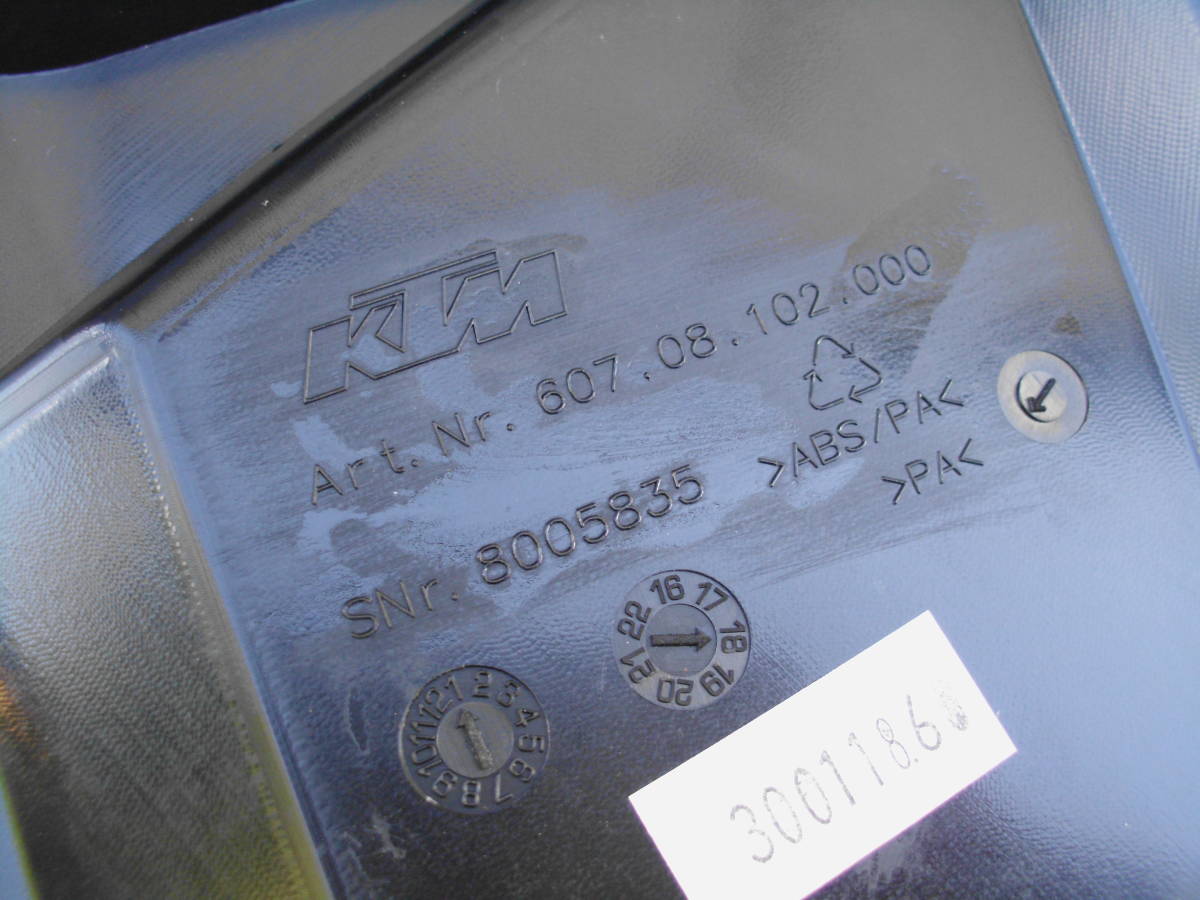 KTM
Art.Nr. 607.08.102.000
>ABS/PA<
SNr. 8005835
>PA<
16 17 18 19 20 21 22
1 2 3 4 5 6 7 8 9 10 11 12
300118.6